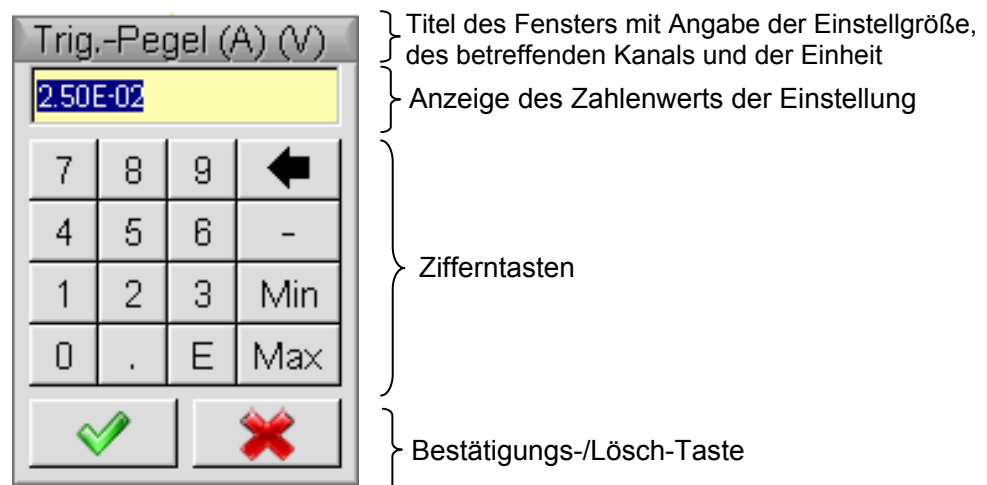 Trig.-Pegel (A) (V)
Titel des Fensters mit Angabe der Einstellgröße,
des betreffenden Kanals und der Einheit
2.50E-02
Anzeige des Zahlenwerts der Einstellung
7 8 9
4 5 6 -
1 2 3 Min
0 . E Max
Zifferntasten
Bestätigungs-/Lösch-Taste